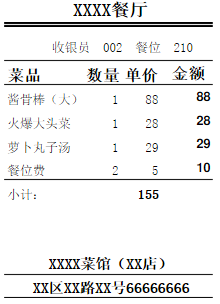 XXXX餐厅
收银员 002 餐位 210
菜品 数量 单价 金额
酱骨棒（大） 1 88 88
火爆大头菜 1 28 28
萝卜丸子汤 1 29 29
餐位费 2 5 10
小计： 155
XXXX菜馆（XX店）
XX区XX路XX号66666666